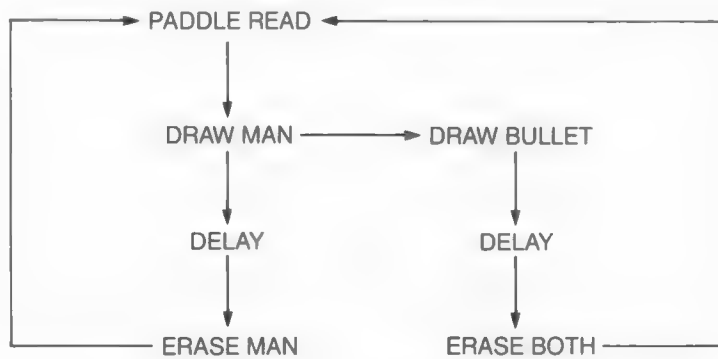 PADDLE READ
DRAW MAN
DRAW BULLET
DELAY
DELAY
ERASE MAN
ERASE BOTH